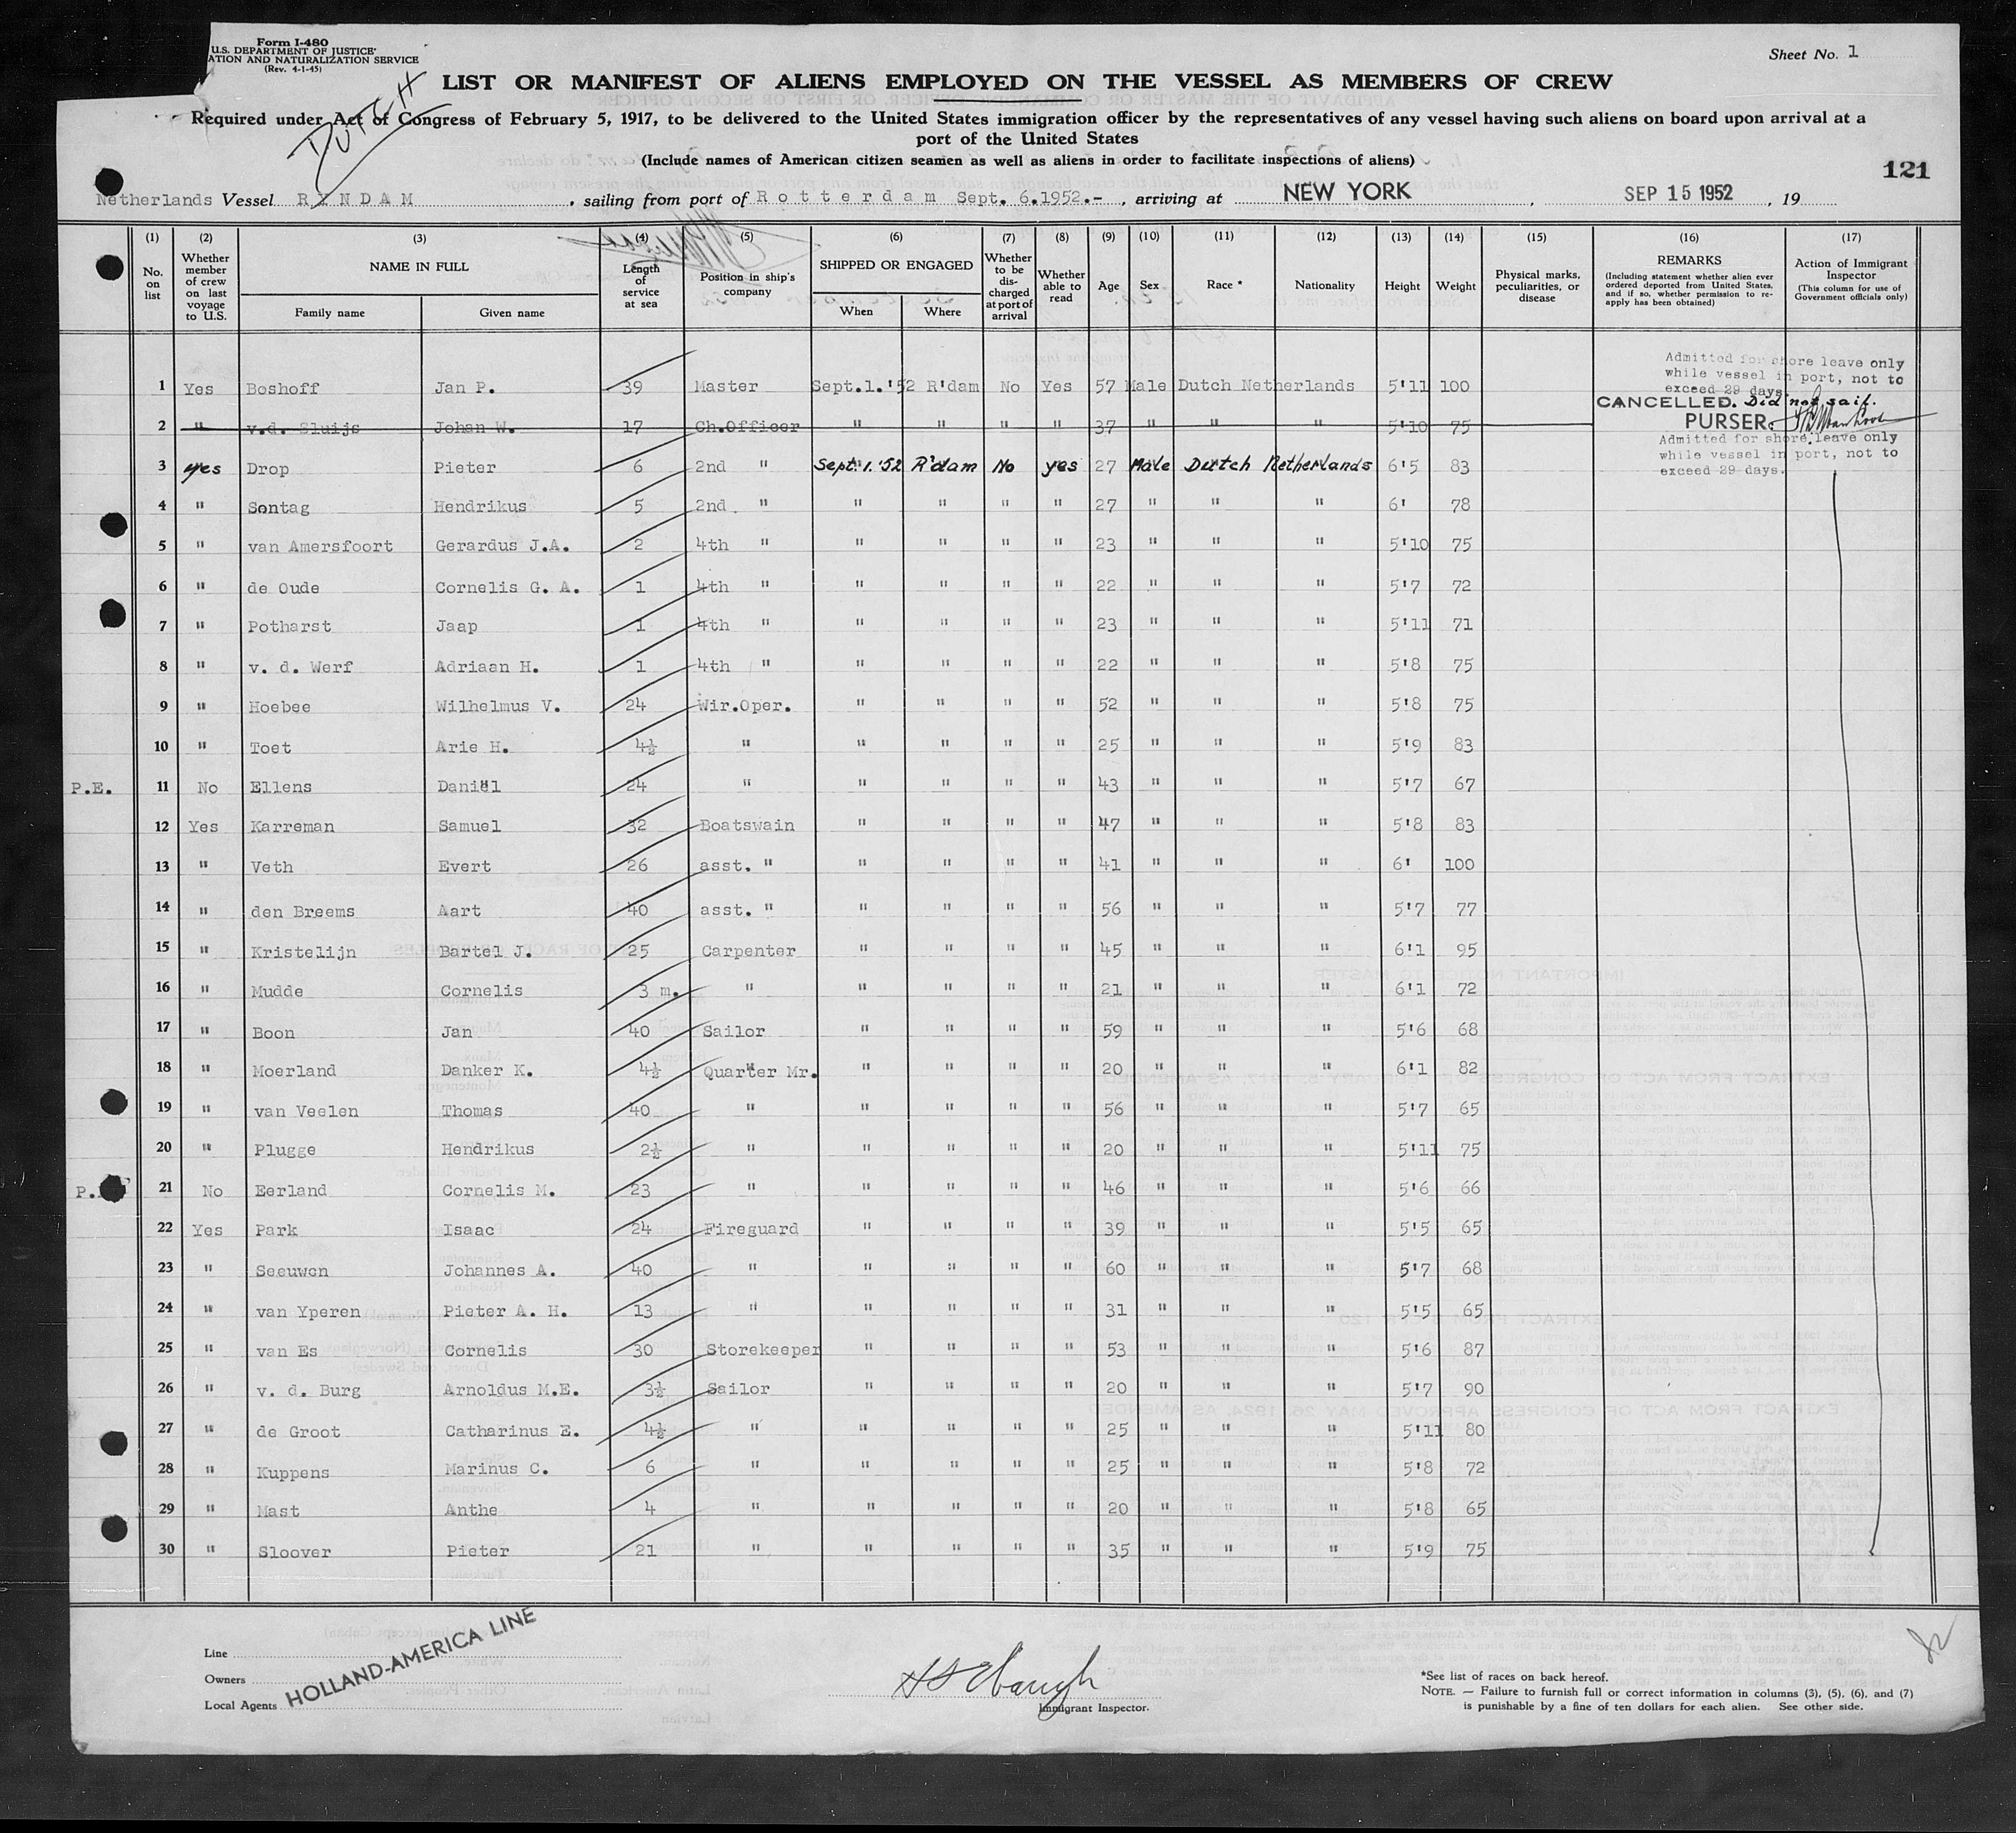 Form I-480
U.S. DEPARTMENT OF JUSTICE
ATION AND NATURALIZATION SERVICE
(Rev. 4-1-45)
Sheet No. 1
DUTCH
LIST OR MANIFEST OF ALIENS EMPLOYED ON THE VESSEL AS MEMBERS OF CREW
Required under Act of Congress of February 5, 1917, to be delivered to the United States immigration officer by the representatives of any vessel having such aliens on board upon arrival at a
port of the United States
(Include names of American citizen seamen as well as aliens in order to facilitate inspections of aliens)
121
Netherlands Vessel RYNDAM, sailing from port of Rotterdam Sept. 6.1952.-, arriving at NEW YORK, SEP 15 1952, 19
(1) (2) (3) (4) (5) (6) (7) (8) (9) (10) (11) (12) (13) (14) (15) (16) (17)
No. on list
Whether member of crew on last voyage to U.S.
NAME IN FULL
Family name Given name
Length of service at sea
Position in ship's company
SHIPPED OR ENGAGED
When Where
Whether to be discharged at port of arrival
Whether able to read
Age Sex Race * Nationality Height Weight
Physical marks, peculiarities, or disease
REMARKS
(Including statement whether alien ever ordered deported from United States, and if so, whether permission to re-apply has been obtained)
Action of Immigrant Inspector
(This column for use of Government officials only)
Admitted for shore leave only
while vessel in port, not to
exceed 29 days.
1 Yes Boshoff Jan P. 39 Master Sept.1.'52 R'dam No Yes 57 Male Dutch Netherlands 5'11 100
CANCELLED. Did not sail.
PURSER:
2 " v.d. Sluijs Johan W. 17 Ch.Officer " " " " 37 " " " 5'10 75
Admitted for shore leave only
while vessel in port, not to
exceed 29 days.
3 yes Drop Pieter 6 2nd " Sept. 1. '52 R'dam No yes 27 Male Dutch Netherlands 6'5 83
4 " Sontag Hendrikus 5 2nd. " " " " " 27 " " " 6' 78
5 " van Amersfoort Gerardus J.A. 2 4th " " " " " 23 " " " 5'10 75
6 " de Oude Cornelis G. A. 1 4th " " " " " 22 " " " 5'7 72
7 " Potharst Jaap 1 4th " " " " " 23 " " " 5'11 71
8 " v. d. Werf Adriaan H. 1 4th " " " " " 22 " " " 5'8 75
9 " Hoebee Wilhelmus V. 24 Wir.Oper. " " " " 52 " " " 5'8 75
10 " Toet Arie H. 4½ " " " " " 25 " " " 5'9 83
P.E. 11 No Ellens Daniël 24 " " " " " 43 " " " 5'7 67
12 Yes Karreman Samuel 32 Boatswain " " " " 47 " " " 5'8 83
13 " Veth Evert 26 asst. " " " " " 41 " " " 6' 100
14 " den Breems Aart 40 asst. " " " " " 56 " " " 5'7 77
15 " Kristelijn Bartel J. 25 Carpenter " " " " 45 " " " 6'1 95
16 " Mudde Cornelis 3 m. " " " " " 21 " " " 6'1 72
17 " Boon Jan 40 Sailor " " " " 59 " " " 5'6 68
18 " Moerland Danker K. 4½ Quarter Mr. " " " " 20 " " " 6'1 82
19 " van Veelen Thomas 40 " " " " " 56 " " " 5'7 65
20 " Plugge Hendrikus 2½ " " " " " 20 " " " 5'11 75
P. 21 No Eerland Cornelis M. 23 " " " " " 46 " " " 5'6 66
22 Yes Park Isaac 24 Fireguard " " " " 39 " " " 5'5 65
23 " Seeuwen Johannes A. 40 " " " " " 60 " " " 5'7 68
24 " van Yperen Pieter A. H. 13 " " " " " 31 " " " 5'5 65
25 " van Es Cornelis 30 Storekeeper " " " " 53 " " " 5'6 87
26 " v. d. Burg Arnoldus M.E. 3½ Sailor " " " " 20 " " " 5'7 90
27 " de Groot Catharinus E. 4½ " " " " " 25 " " " 5'11 80
28 " Kuppens Marinus C. 6 " " " " " 25 " " " 5'8 72
29 " Mast Anthe 4 " " " " " 20 " " " 5'8 65
30 " Sloover Pieter 21 " " " " " 35 " " " 5'9 75
Line
Owners
Local Agents
HOLLAND-AMERICA LINE
Immigrant Inspector.
*See list of races on back hereof.
NOTE. — Failure to furnish full or correct information in columns (3), (5), (6), and (7)
is punishable by a fine of ten dollars for each alien. See other side.